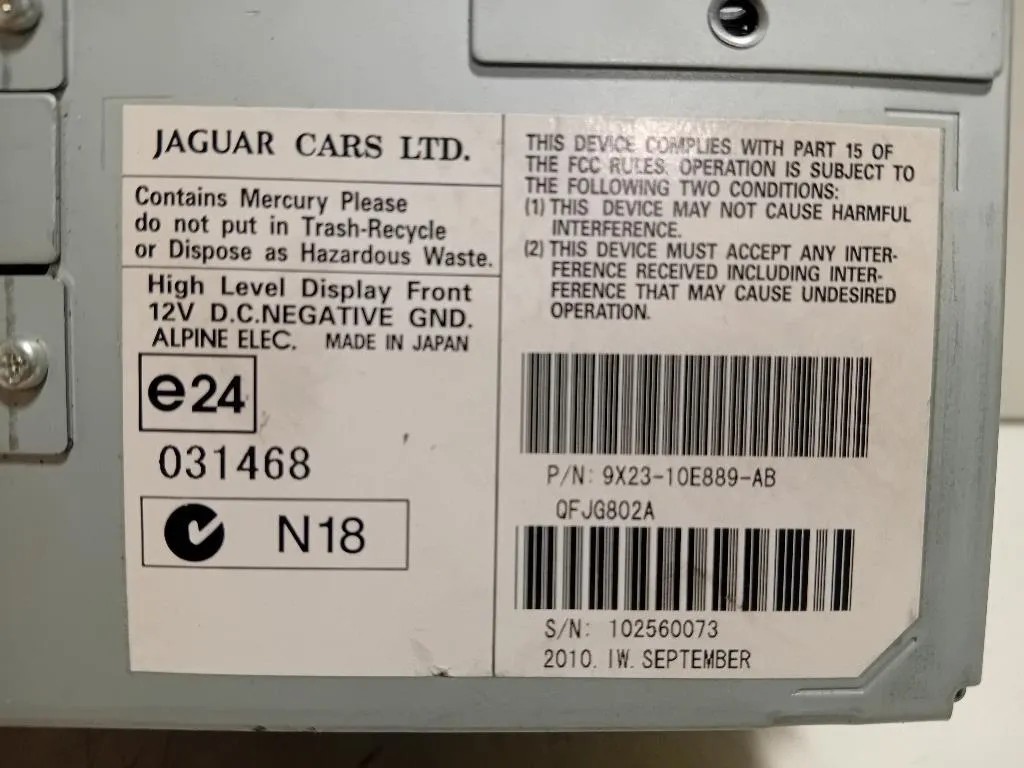 JAGUAR CARS LTD.
Contains Mercury Please
do not put in Trash-Recycle
or Dispose as Hazardous Waste.
High Level Display Front
12V D.C.NEGATIVE GND.
ALPINE ELEC. MADE IN JAPAN
e24
031468
N18
THIS DEVICE COMPLIES WITH PART 15 OF
THE FCC RULES. OPERATION IS SUBJECT TO
THE FOLLOWING TWO CONDITIONS:
(1) THIS DEVICE MAY NOT CAUSE HARMFUL
INTERFERENCE.
(2) THIS DEVICE MUST ACCEPT ANY INTER-
FERENCE RECEIVED INCLUDING INTER-
FERENCE THAT MAY CAUSE UNDESIRED
OPERATION.
P/N: 9X23-10E889-AB
QFJG802A
S/N: 102560073
2010. IW. SEPTEMBER